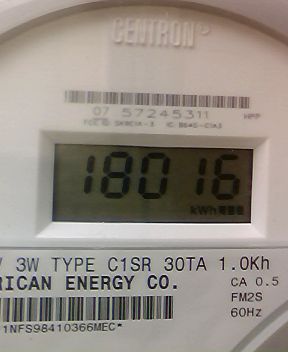 CENTRON
07 57245311
18016
kWh
V 3W TYPE C1SR 30TA 1.0Kh
RICAN ENERGY CO.
CA 0.5
FM2S
60Hz
1NFS98410366MEC*